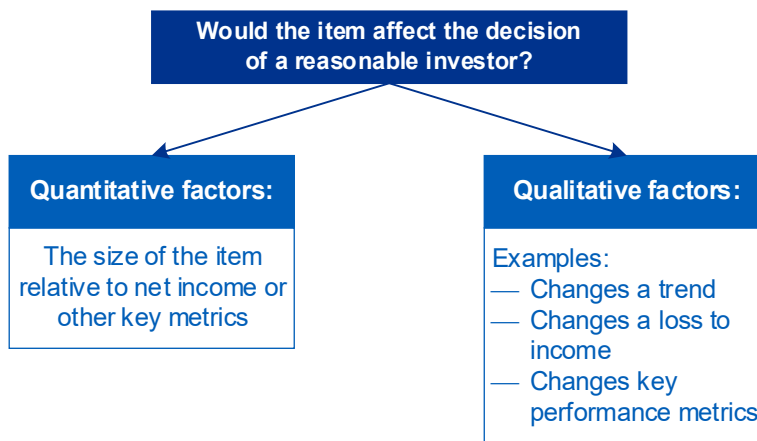 Would the item affect the decision
of a reasonable investor?
Quantitative factors:
The size of the item
relative to net income or
other key metrics
Qualitative factors:
Examples:
— Changes a trend
— Changes a loss to
income
— Changes key
performance metrics